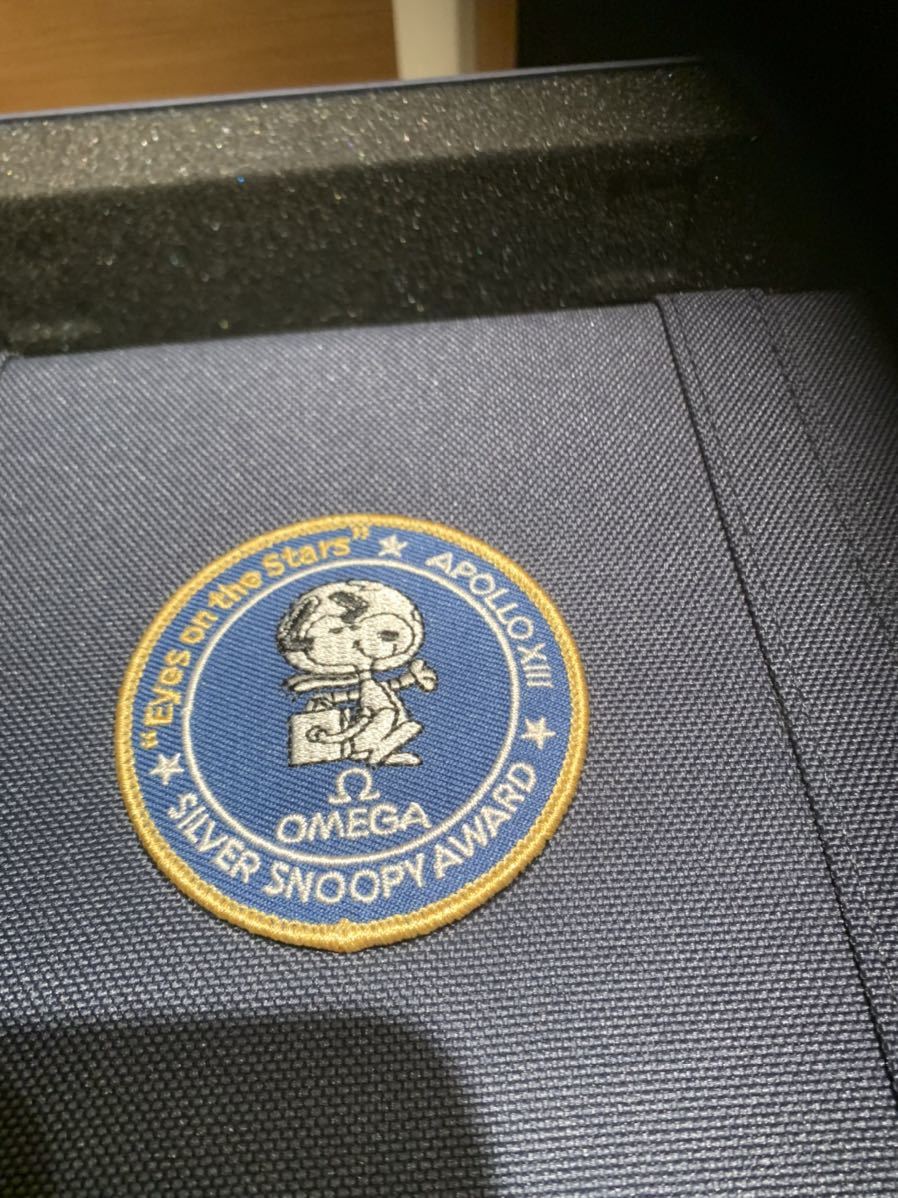 "Eyes on the Stars" ★ APOLLO XIII ★
SILVER SNOOPY AWARD ★
Ω
OMEGA